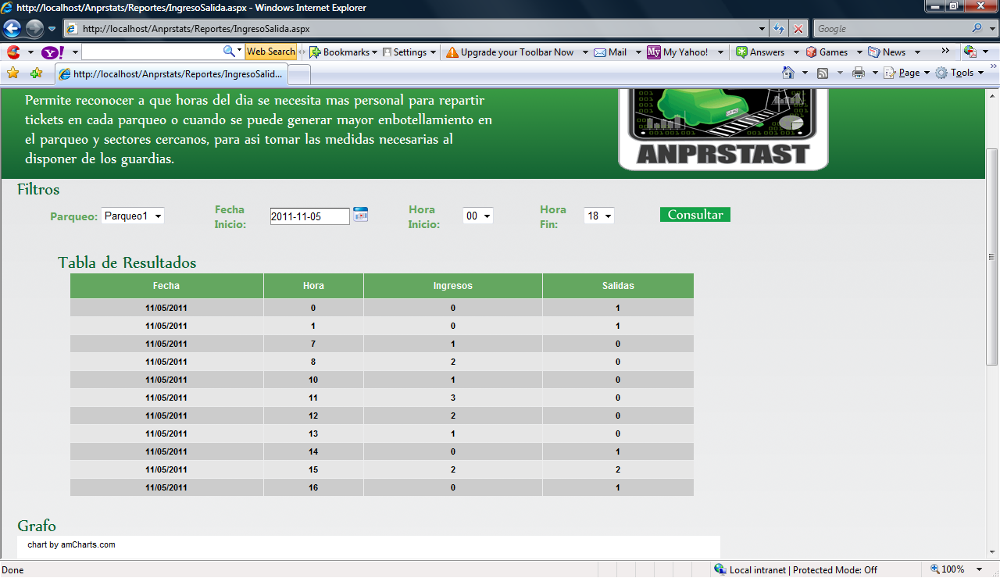 http://localhost/Anprstats/Reportes/IngresoSalida.aspx - Windows Internet Explorer
http://localhost/Anprstats/Reportes/IngresoSalida.aspx
Google
Web Search
Bookmarks
Settings
Upgrade your Toolbar Now
Mail
My Yahoo!
Answers
Games
News
http://localhost/Anprstats/Reportes/IngresoSalid...
Page
Tools
Permite reconocer a que horas del dia se necesita mas personal para repartir
tickets en cada parqueo o cuando se puede generar mayor enbotellamiento en
el parqueo y sectores cercanos, para asi tomar las medidas necesarias al
disponer de los guardias.
ANPRSTAST
Filtros
Parqueo: Parqueo1
Fecha
Inicio: 2011-11-05
Hora
Inicio: 00
Hora
Fin: 18
Consultar
Tabla de Resultados
Fecha Hora Ingresos Salidas
11/05/2011 0 0 1
11/05/2011 1 0 1
11/05/2011 7 1 0
11/05/2011 8 2 0
11/05/2011 10 1 0
11/05/2011 11 3 0
11/05/2011 12 2 0
11/05/2011 13 1 0
11/05/2011 14 0 1
11/05/2011 15 2 2
11/05/2011 16 0 1
Grafo
chart by amCharts.com
Done
Local intranet | Protected Mode: Off
100%